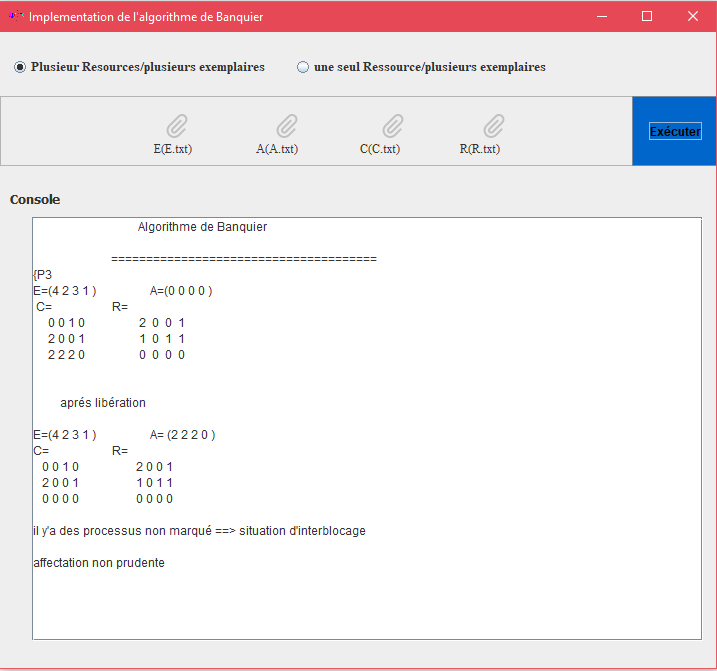 Implementation de l'algorithme de Banquier
Plusieur Resources/plusieurs exemplaires une seul Ressource/plusieurs exemplaires
E(E.txt) A(A.txt) C(C.txt) R(R.txt)
Exécuter
Console
Algorithme de Banquier
======================================
{P3
E=(4 2 3 1 ) A=(0 0 0 0 )
C= R=
0 0 1 0 2 0 0 1
2 0 0 1 1 0 1 1
2 2 2 0 0 0 0 0
aprés libération
E=(4 2 3 1 ) A= (2 2 2 0 )
C= R=
0 0 1 0 2 0 0 1
2 0 0 1 1 0 1 1
0 0 0 0 0 0 0 0
il y'a des processus non marqué ==> situation d'interblocage
affectation non prudente